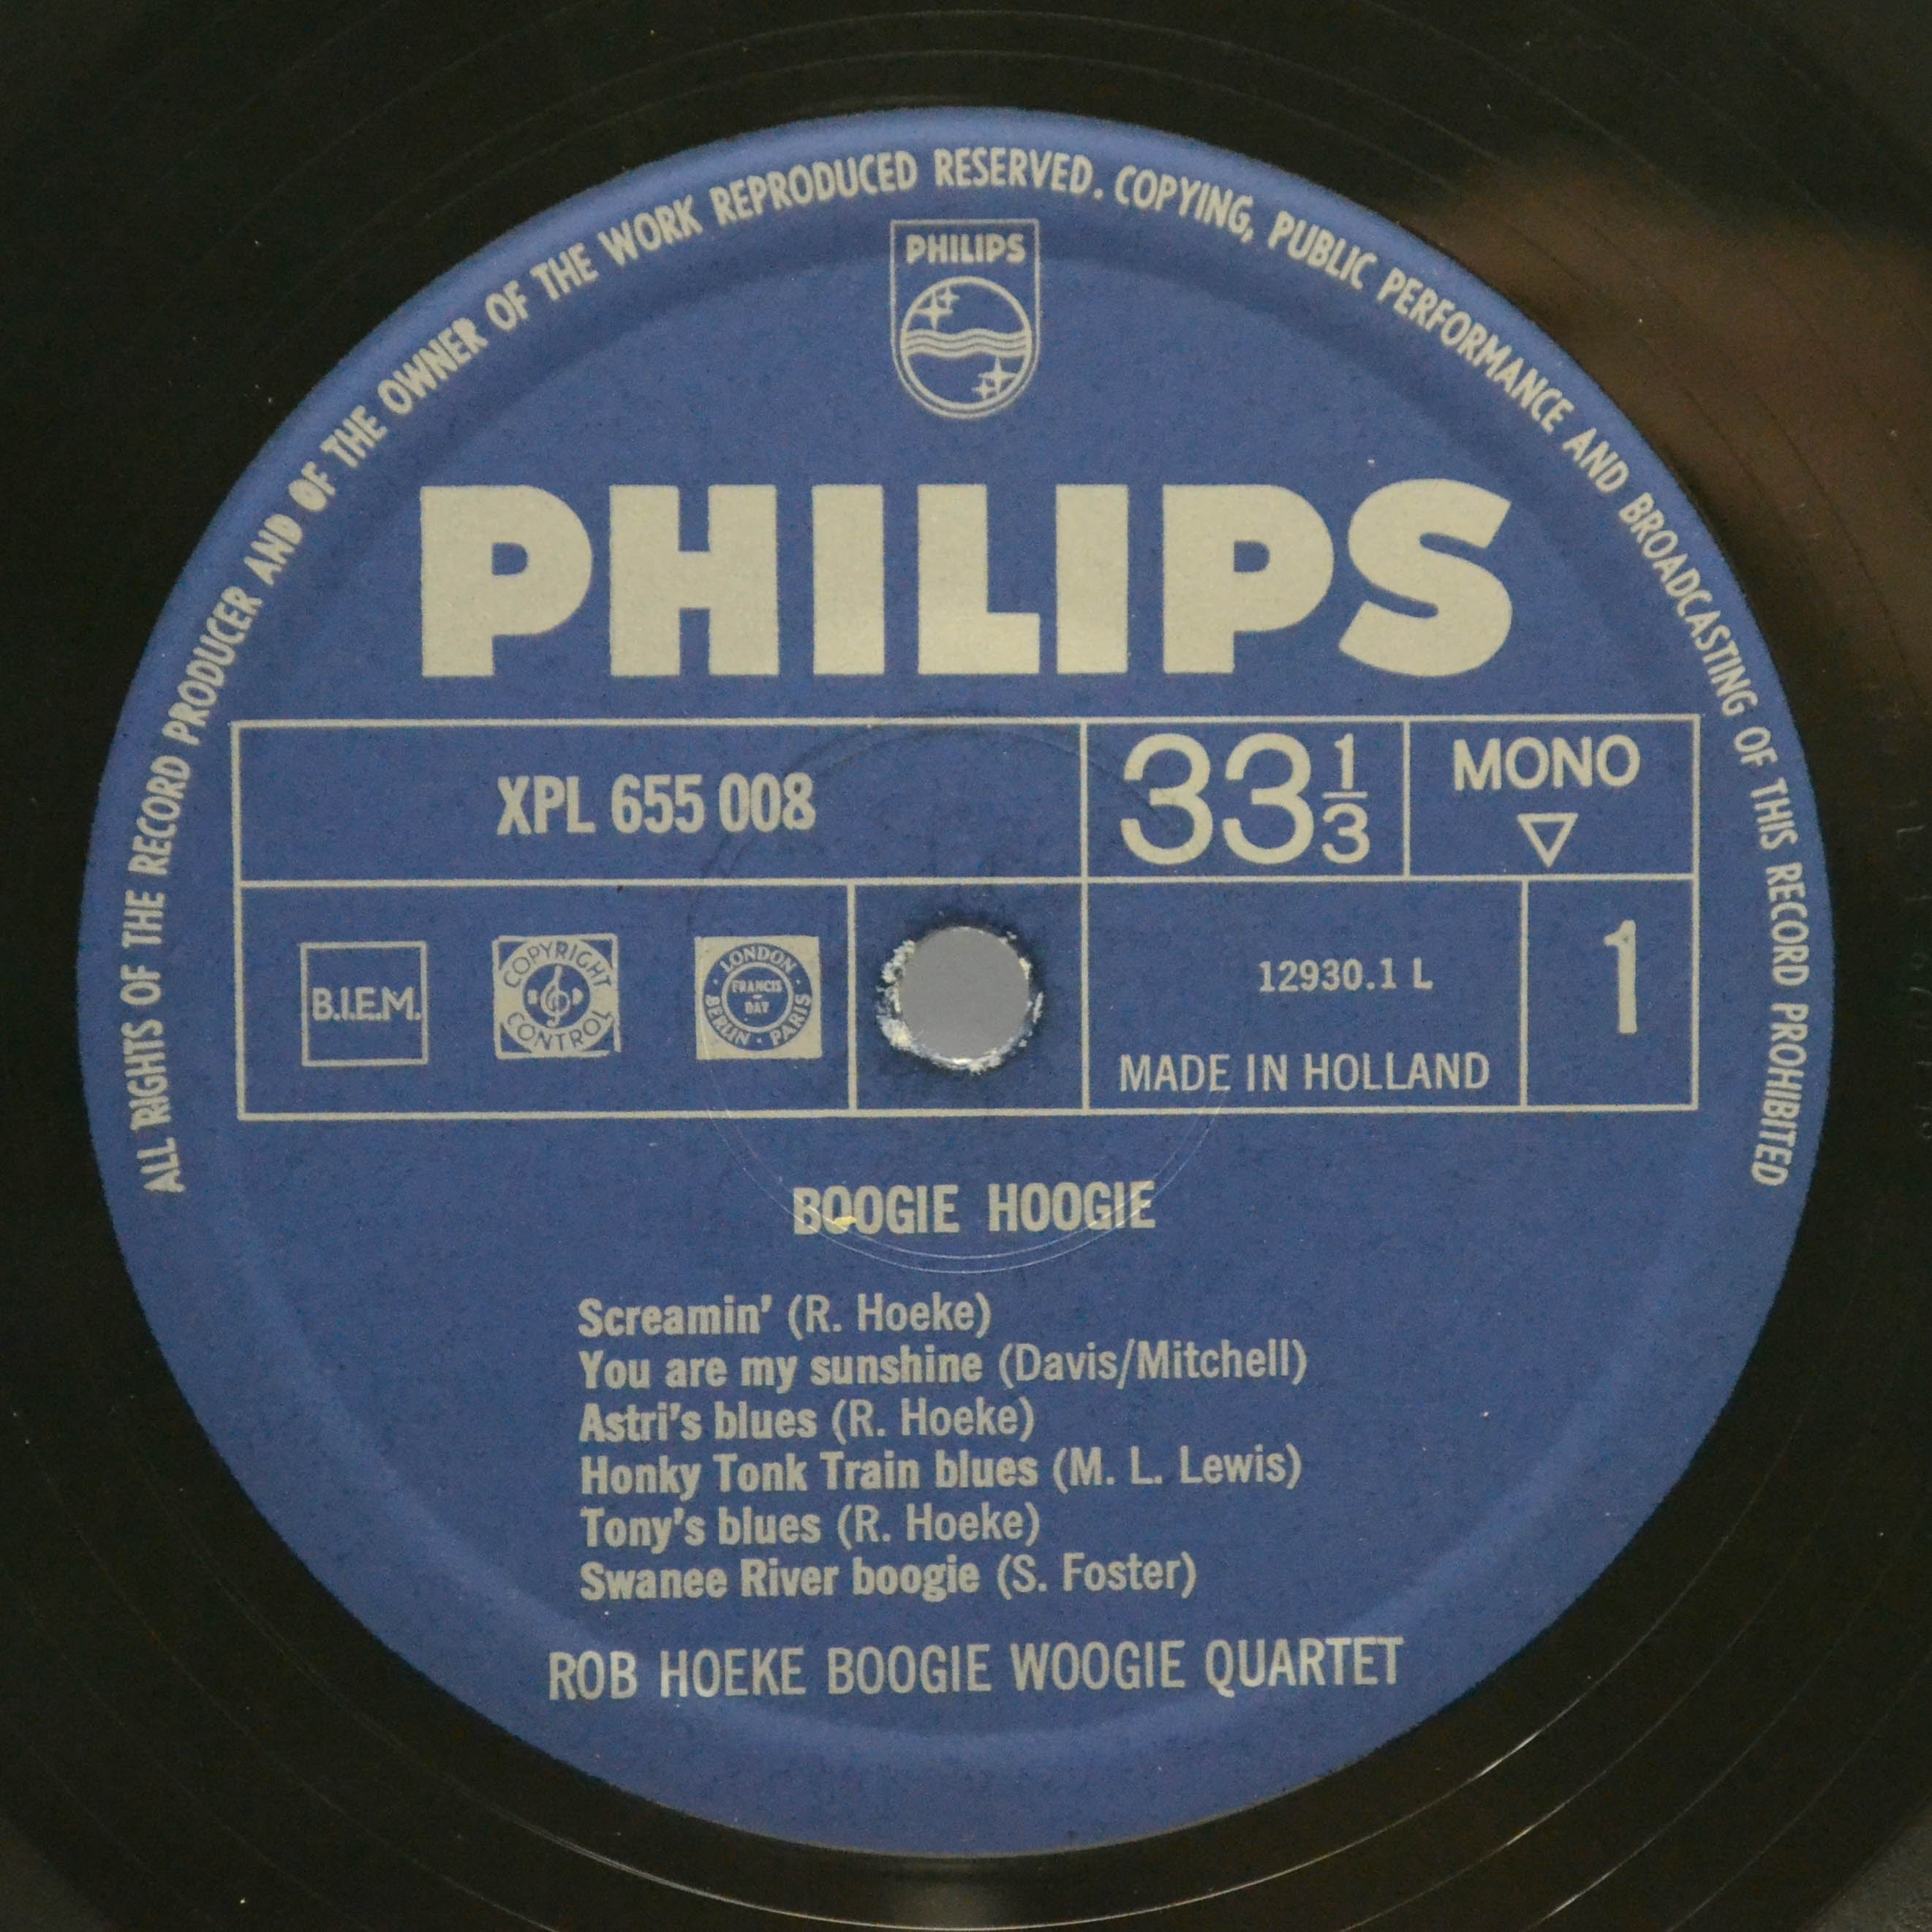 ALL RIGHTS OF THE RECORD PRODUCER AND OF THE OWNER OF THE WORK REPRODUCED RESERVED. COPYING, PUBLIC PERFORMANCE AND BROADCASTING OF THIS RECORD PROHIBITED
PHILIPS
PHILIPS
XPL 655 008
33 1/3
MONO
▽
B.I.E.M.
COPYRIGHT CONTROL
LONDON
FRANCIS
DAY
BERLIN · PARIS
12930.1 L
MADE IN HOLLAND
1
BOOGIE HOOGIE
Screamin' (R. Hoeke)
You are my sunshine (Davis/Mitchell)
Astri's blues (R. Hoeke)
Honky Tonk Train blues (M. L. Lewis)
Tony's blues (R. Hoeke)
Swanee River boogie (S. Foster)
ROB HOEKE BOOGIE WOOGIE QUARTET